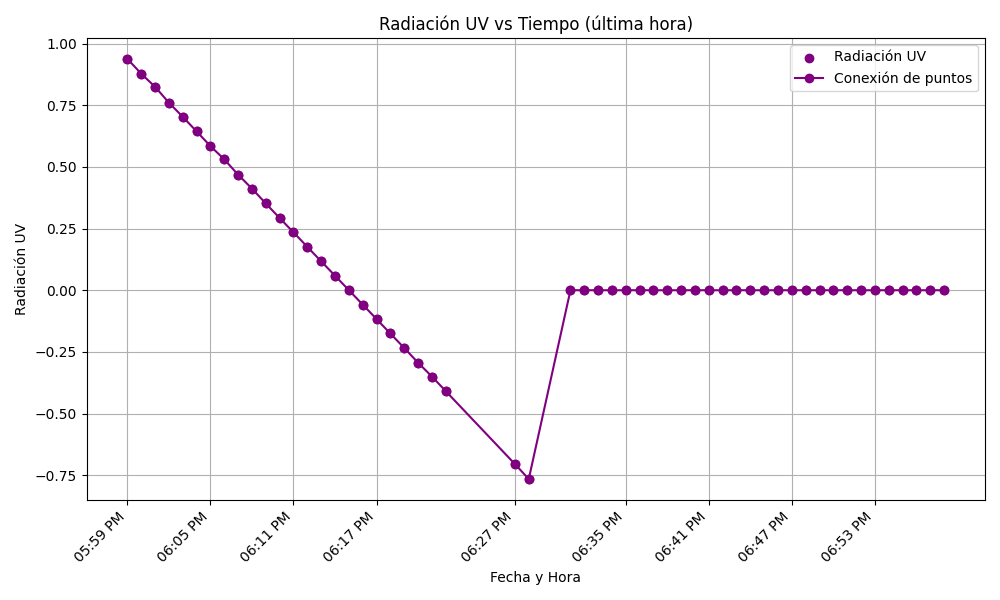 Radiación UV vs Tiempo (última hora)
Radiación UV
Conexión de puntos
Radiación UV
1.00
0.75
0.50
0.25
0.00
−0.25
−0.50
−0.75
05:59 PM
06:05 PM
06:11 PM
06:17 PM
06:27 PM
06:35 PM
06:41 PM
06:47 PM
06:53 PM
Fecha y Hora